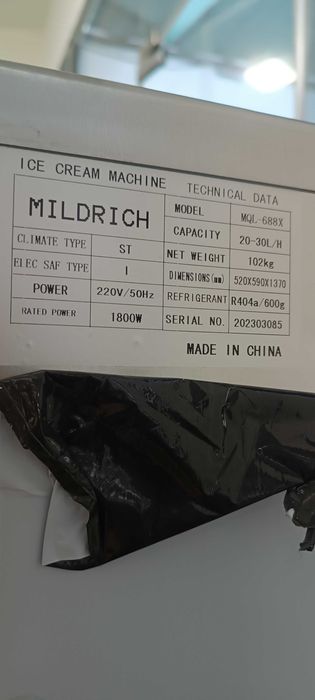 ICE CREAM MACHINE TECHNICAL DATA
MILDRICH
MODEL MQL-688X
CAPACITY 20-30L/H
CLIMATE TYPE ST
NET WEIGHT 102kg
ELEC SAF TYPE I
DIMENSIONS(mm) 520X590X1370
POWER 220V/50Hz
REFRIGERANT R404a/600g
RATED POWER 1800W
SERIAL NO. 202303085
MADE IN CHINA